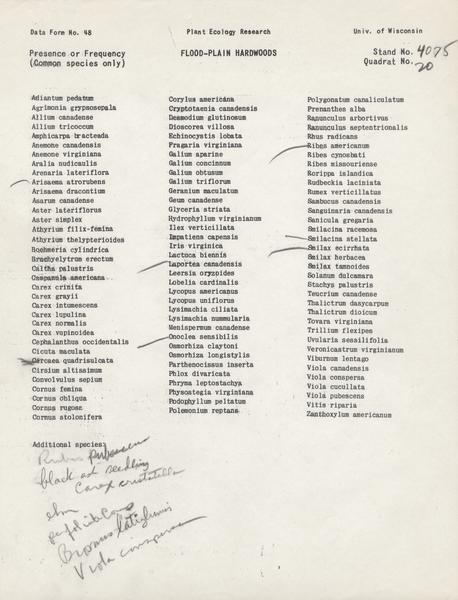 Data Form No. 48
Plant Ecology Research
Univ. of Wisconsin
Presence or Frequency
(Common species only)
FLOOD-PLAIN HARDWOODS
Stand No. 4075
Quadrat No. 20
Adiantum pedatum
Agrimonia grypsosepala
Allium canadense
Allium tricoccum
Amphicarpa bracteada
Anemone canadensis
Anemone virginiana
Aralia nudicaulis
Arenaria lateriflora
Arisaema atrorubens
Arisaema dracontium
Asarum canadense
Aster lateriflorus
Aster simplex
Athyrium filix-femina
Athyrium thelypterioides
Boehmeria cylindrica
Brachyelytrum erectum
Caltha palustris
Campanula americana
Carex crinita
Carex grayii
Carex intumescens
Carex lupulina
Carex normalis
Carex vupinoidea
Cephalanthus occidentalis
Cicuta maculata
Circaea quadrisulcata
Cirsium altissimum
Convolvulus sepium
Cornus femina
Cornus obliqua
Cornus rugosa
Cornus stolonifera
Corylus americana
Cryptotaenia canadensis
Desmodium glutinosum
Dioscorea villosa
Echinocystis lobata
Fragaria virginiana
Galium aparine
Galium concinnum
Galium obtusum
Galium triflorum
Geranium maculatum
Geum canadense
Glyceria striata
Hydrophyllum virginianum
Ilex verticillata
Impatiens capensis
Iris virginica
Lactuca biennis
Laportea canadensis
Leersia oryzoides
Lobelia cardinalis
Lycopus americanus
Lycopus uniflorus
Lysimachia ciliata
Lysimachia nummularia
Menispermum canadense
Onoclea sensibilis
Osmorhiza claytoni
Osmorhiza longistylis
Parthenocissus inserta
Phlox divaricata
Phryma leptostachya
Physostegia virginiana
Podophyllum peltatum
Polemonium reptans
Polygonatum canaliculatum
Prenanthes alba
Ranunculus arbortivus
Ranunculus septentrionalis
Rhus radicans
Ribes americanum
Ribes cynosbati
Ribes missouriense
Rorippa islandica
Rudbeckia laciniata
Rumex verticillatus
Sambucus canadensis
Sanguinaria canadensis
Sanicula gregaria
Smilacina racemosa
Smilacina stellata
Smilax ecirrhata
Smilax herbacea
Smilax tamnoides
Solanum dulcamara
Stachys palustris
Teucrium canadense
Thalictrum dasycarpum
Thalictrum dioicum
Tovara virginiana
Trillium flexipes
Uvularia sessilifolia
Veronicastrum virginianum
Viburnum lentago
Viola canadensis
Viola conspersa
Viola cucullata
Viola pubescens
Vitis riparia
Zanthoxylum americanum
Additional species:
Rubus pubescens
black ash seedling
Carex cristatella
elm
Bromus latiglumis
Viola conspersa